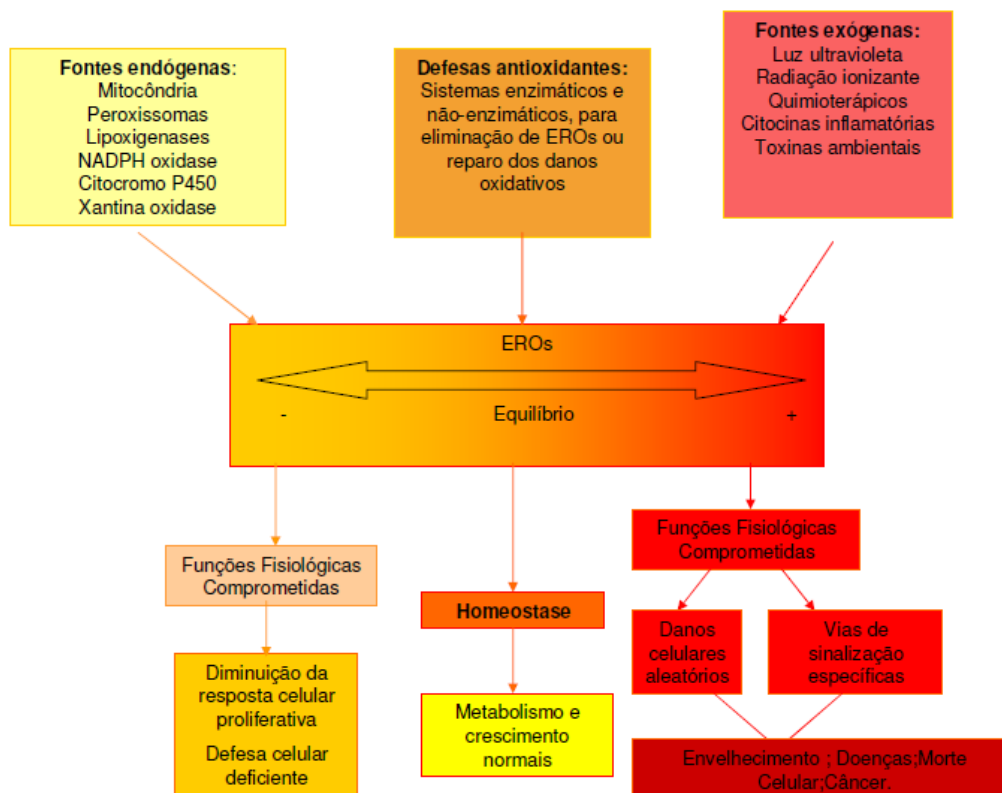 Fontes endógenas:
Mitocôndria
Peroxissomas
Lipoxigenases
NADPH oxidase
Citocromo P450
Xantina oxidase
Defesas antioxidantes:
Sistemas enzimáticos e
não-enzimáticos, para
eliminação de EROs ou
reparo dos danos
oxidativos
Fontes exógenas:
Luz ultravioleta
Radiação ionizante
Quimioterápicos
Citocinas inflamatórias
Toxinas ambientais
EROs
Equilíbrio
-
+
Funções Fisiológicas
Comprometidas
Diminuição da
resposta celular
proliferativa
Defesa celular
deficiente
Homeostase
Metabolismo e
crescimento
normais
Funções Fisiológicas
Comprometidas
Danos
celulares
aleatórios
Vias de
sinalização
específicas
Envelhecimento ; Doenças;Morte
Celular;Câncer.